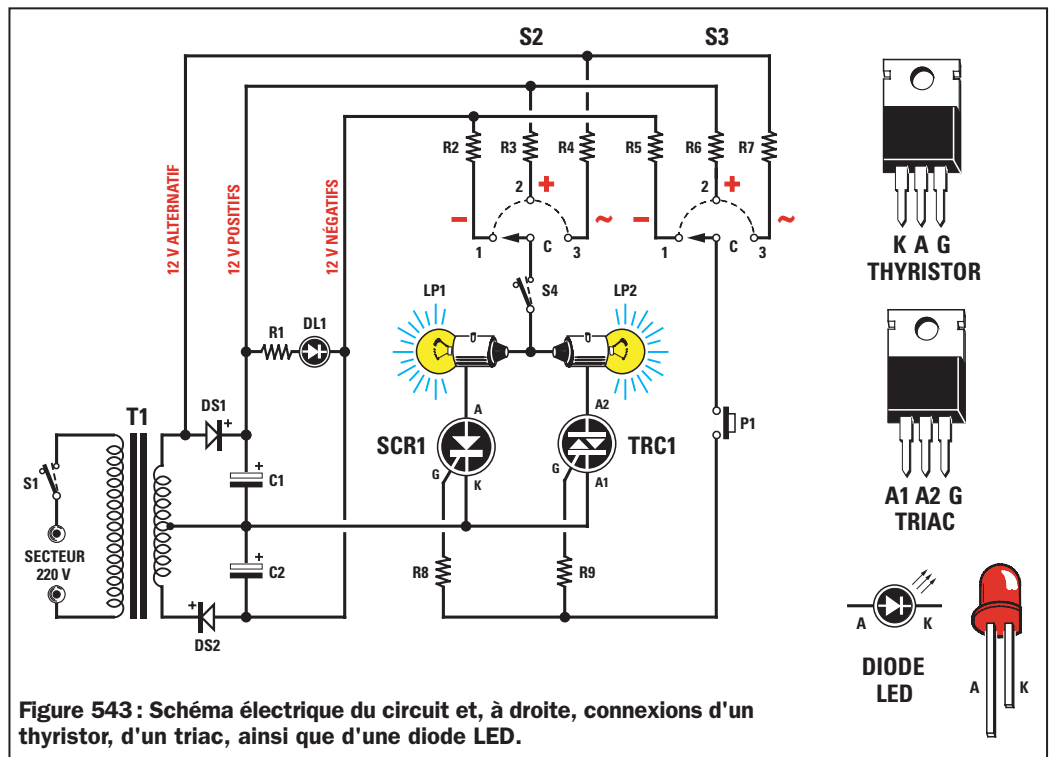 S2
S3
R2
R3
R4
R5
R6
R7
12 V ALTERNATIF
12 V POSITIFS
12 V NÉGATIFS
2
+
2
+
–
~
–
~
1
C
3
1
C
3
K A G
THYRISTOR
S4
LP1
LP2
R1
DL1
T1
DS1
+
A
A2
SCR1
TRC1
P1
G
K
G
A1
S1
+
C1
SECTEUR
220 V
+
C2
R8
R9
+
DS2
A1 A2 G
TRIAC
A
K
DIODE
LED
A
K
Figure 543 : Schéma électrique du circuit et, à droite, connexions d'un
thyristor, d'un triac, ainsi que d'une diode LED.